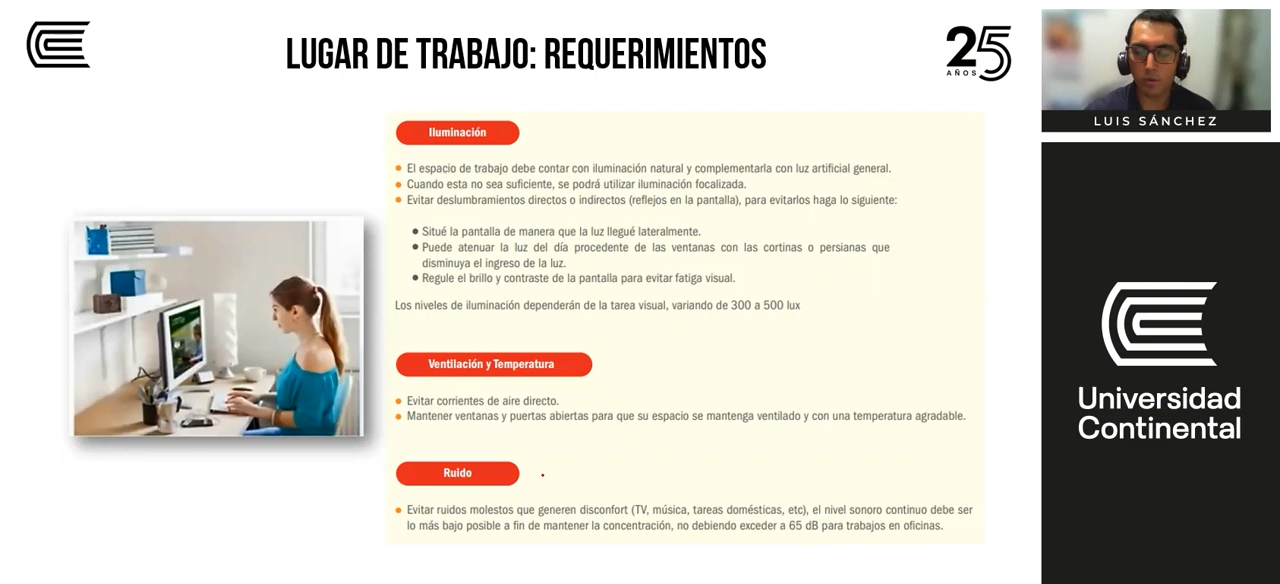 LUGAR DE TRABAJO: REQUERIMIENTOS
25
AÑOS
LUIS SÁNCHEZ
Iluminación
El espacio de trabajo debe contar con iluminación natural y complementarla con luz artificial general.
Cuando esta no sea suficiente, se podrá utilizar iluminación focalizada.
Evitar deslumbramientos directos o indirectos (reflejos en la pantalla), para evitarlos haga lo siguiente:
Situé la pantalla de manera que la luz llegué lateralmente.
Puede atenuar la luz del día procedente de las ventanas con las cortinas o persianas que
disminuya el ingreso de la luz.
Regule el brillo y contraste de la pantalla para evitar fatiga visual.
Los niveles de iluminación dependerán de la tarea visual, variando de 300 a 500 lux
Ventilación y Temperatura
Evitar corrientes de aire directo.
Mantener ventanas y puertas abiertas para que su espacio se mantenga ventilado y con una temperatura agradable.
Ruido
Evitar ruidos molestos que generen disconfort (TV, música, tareas domésticas, etc), el nivel sonoro continuo debe ser
lo más bajo posible a fin de mantener la concentración, no debiendo exceder a 65 dB para trabajos en oficinas.
Universidad
Continental